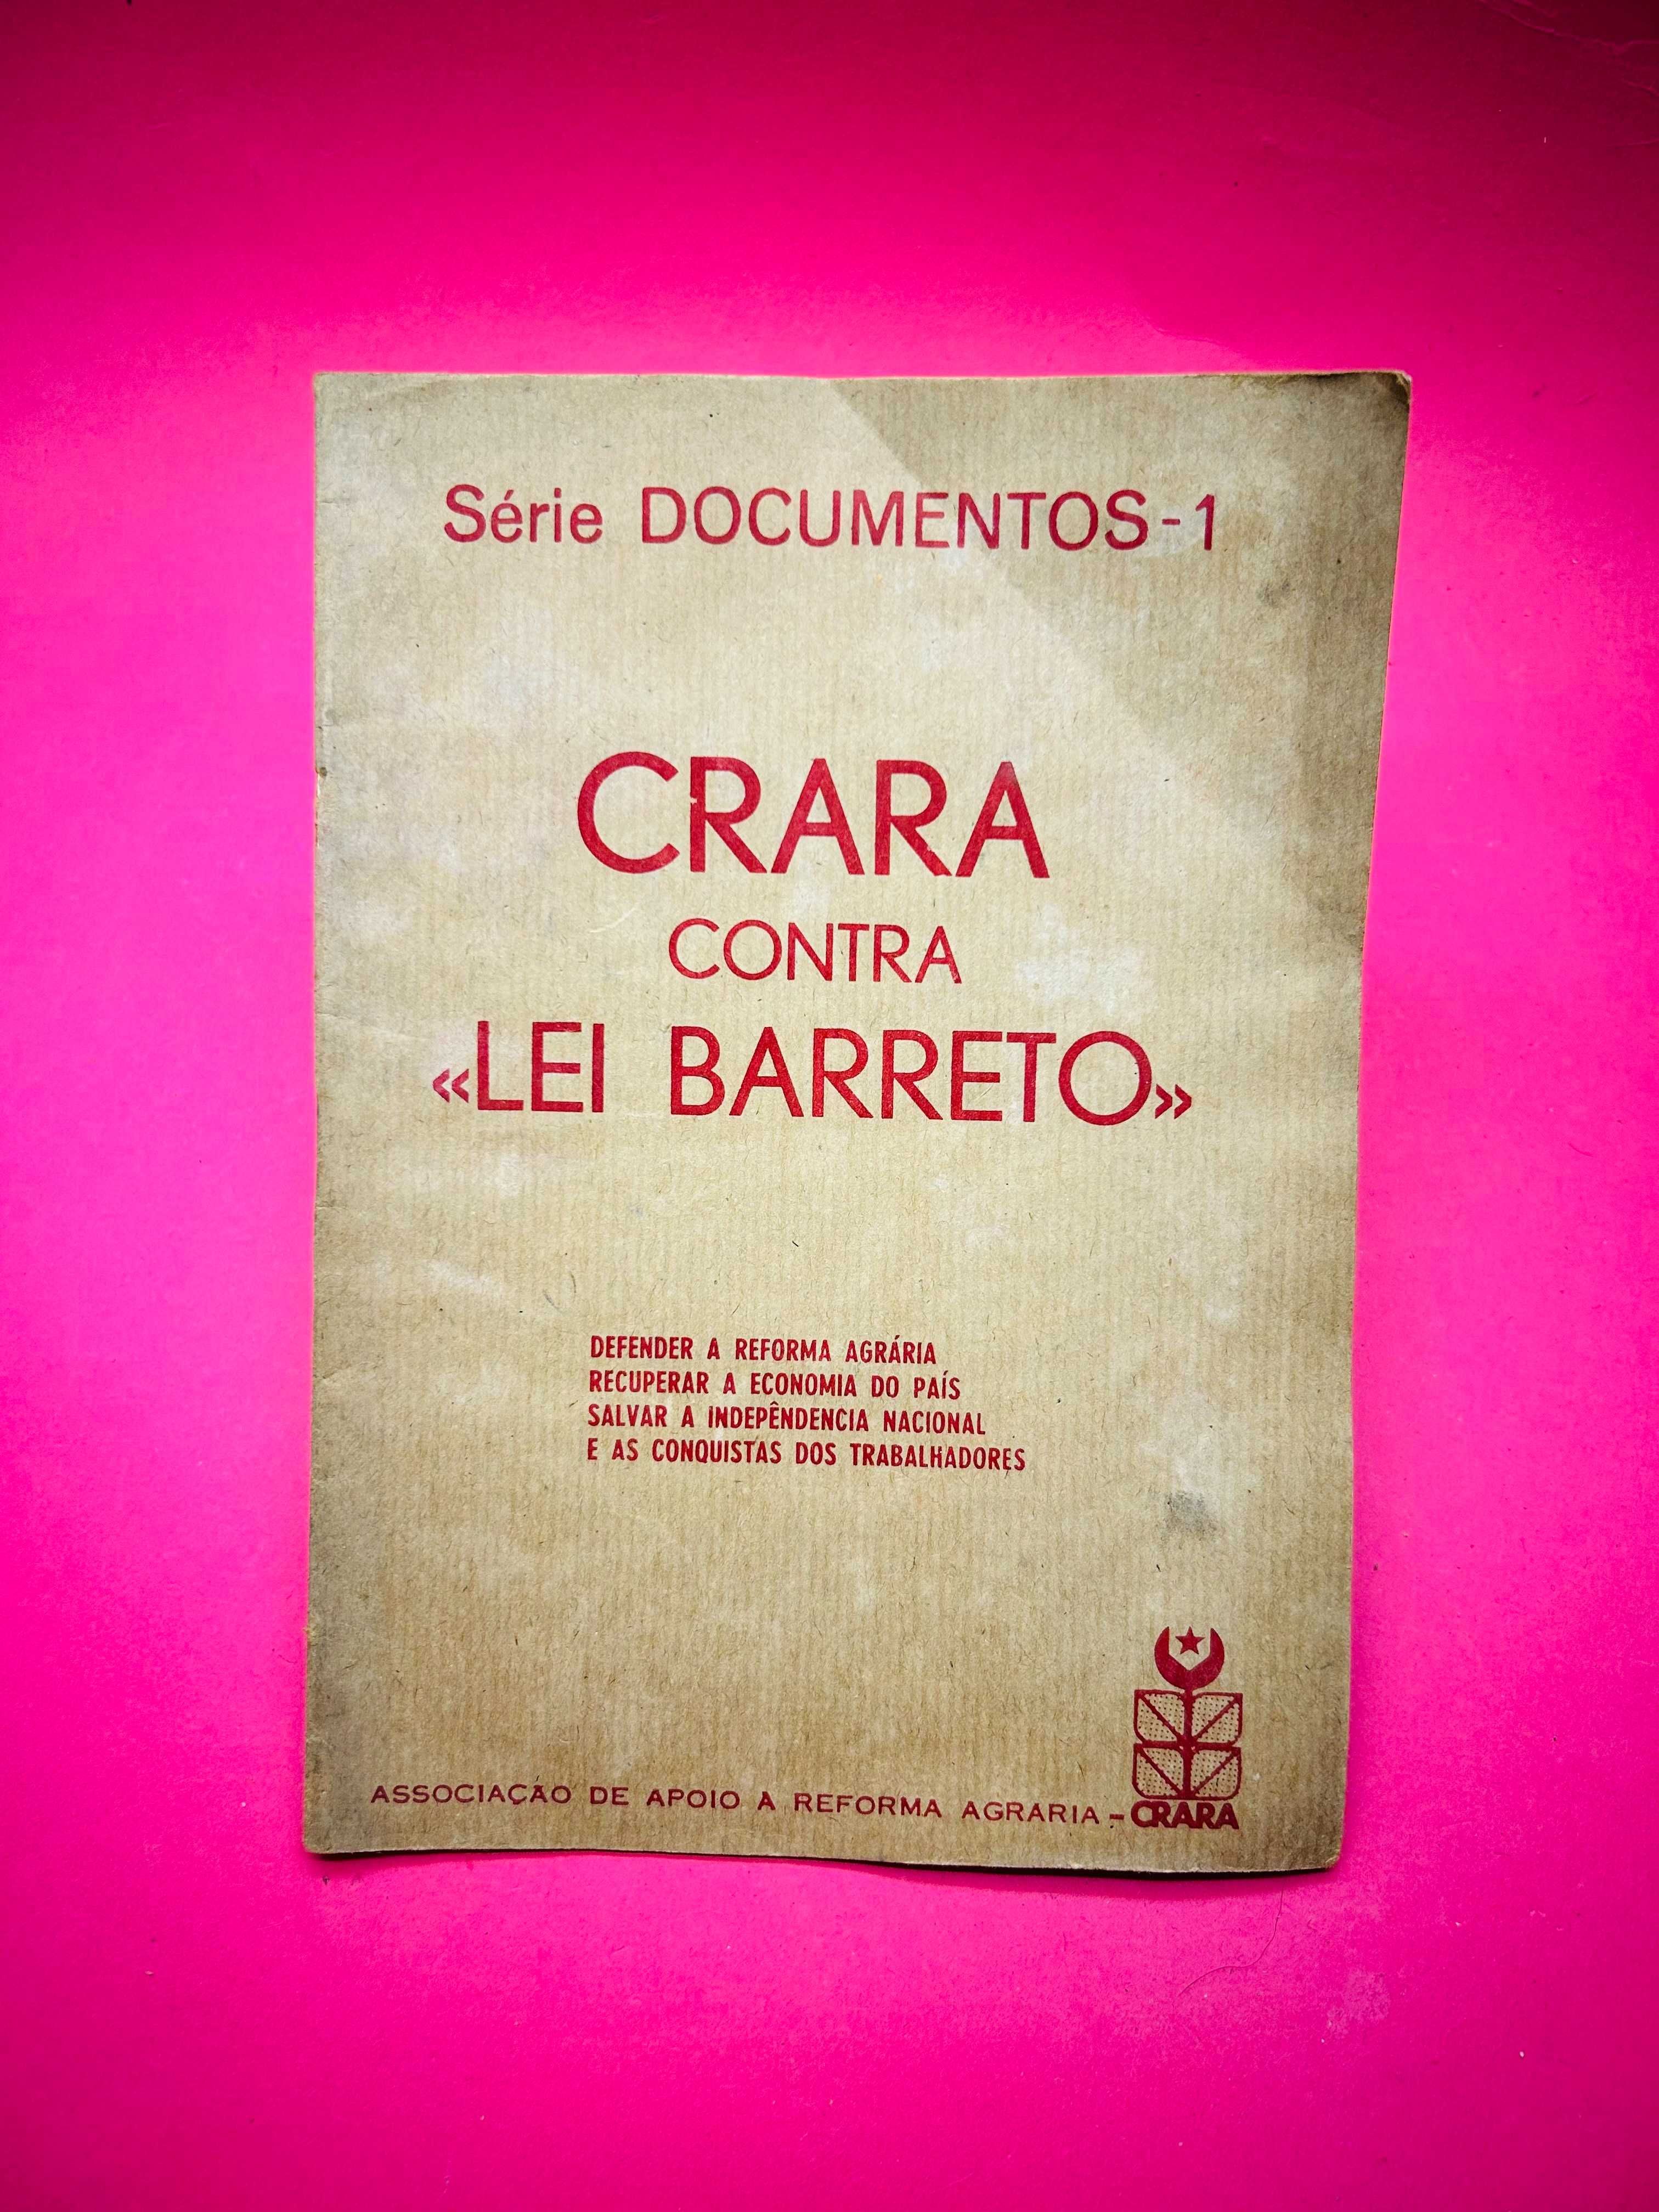 Série DOCUMENTOS-1
CRARA
CONTRA
«LEI BARRETO»
DEFENDER A REFORMA AGRÁRIA
RECUPERAR A ECONOMIA DO PAÍS
SALVAR A INDEPÊNDENCIA NACIONAL
E AS CONQUISTAS DOS TRABALHADORES
ASSOCIAÇÃO DE APOIO A REFORMA AGRARIA - CRARA